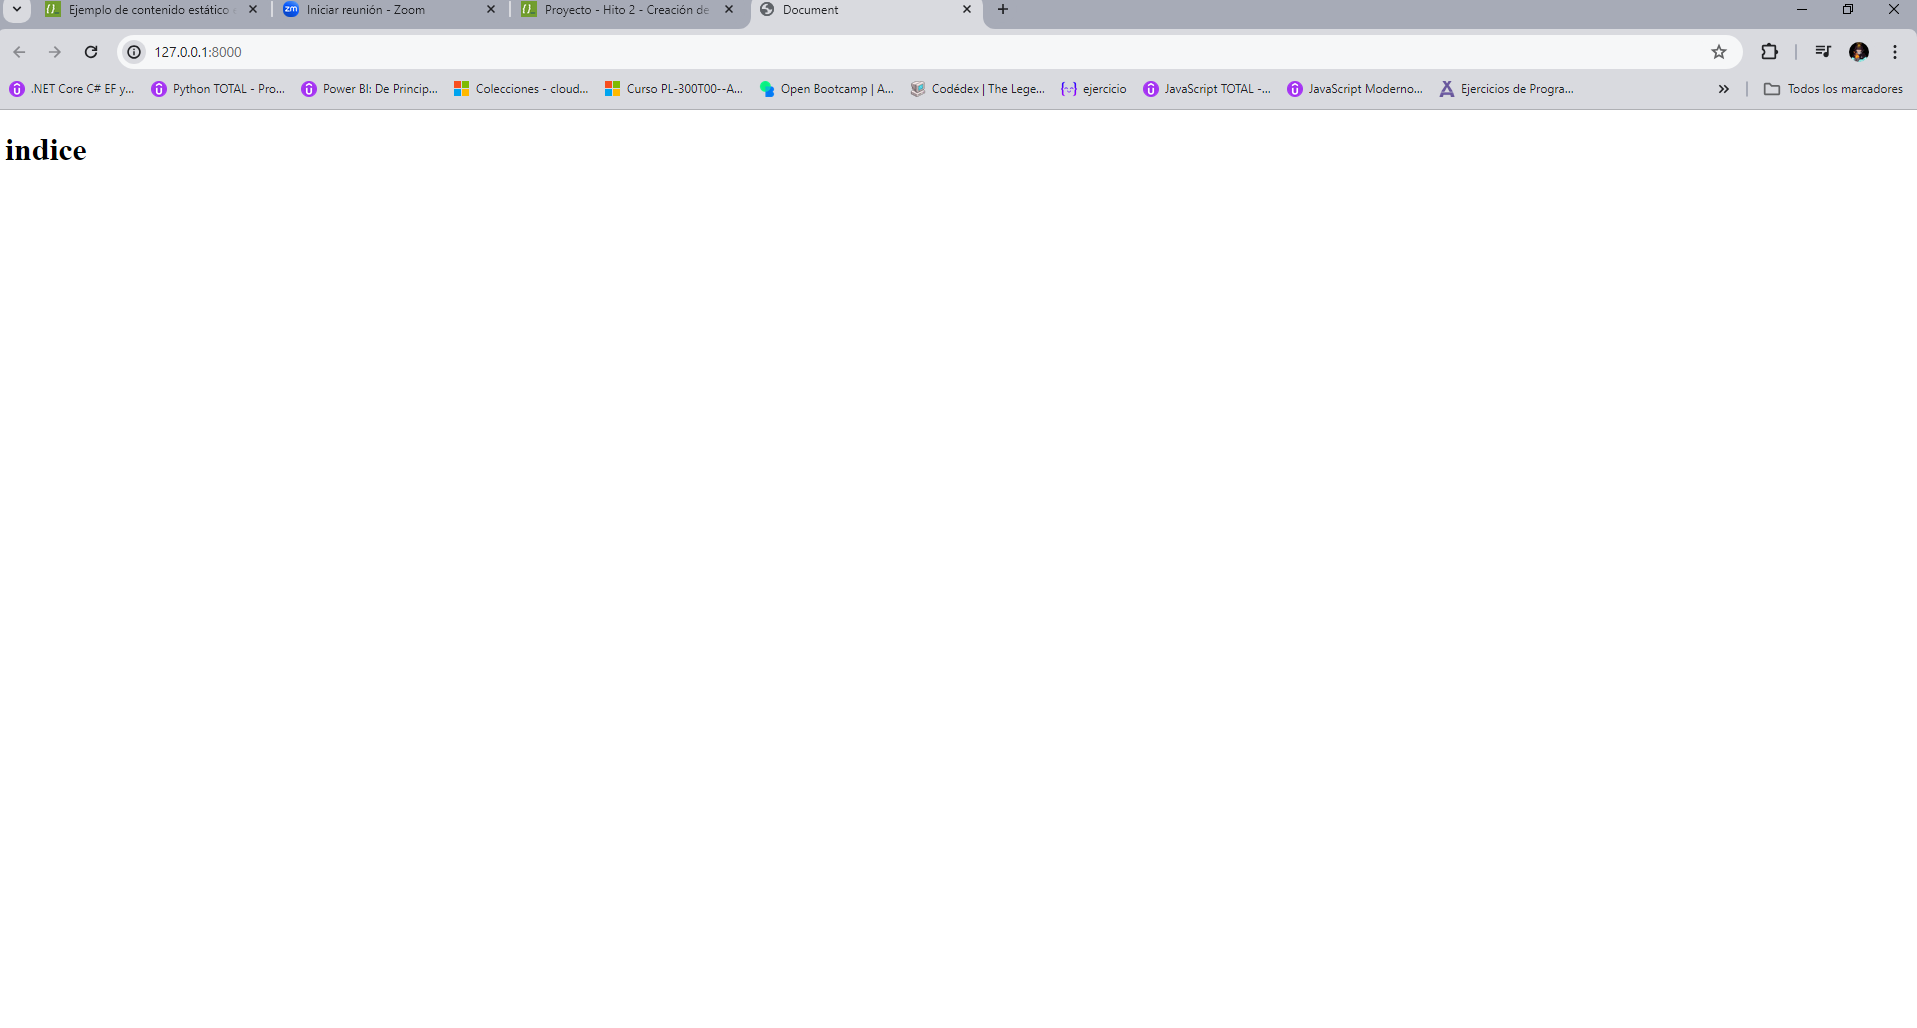 Ejemplo de contenido estático
Iniciar reunión - Zoom
Proyecto - Hito 2 - Creación de
Document
127.0.0.1:8000
.NET Core C# EF y...
Python TOTAL - Pro...
Power BI: De Princip...
Colecciones - cloud...
Curso PL-300T00--A...
Open Bootcamp | A...
Codédex | The Lege...
ejercicio
JavaScript TOTAL -...
JavaScript Moderno...
Ejercicios de Progra...
Todos los marcadores
indice